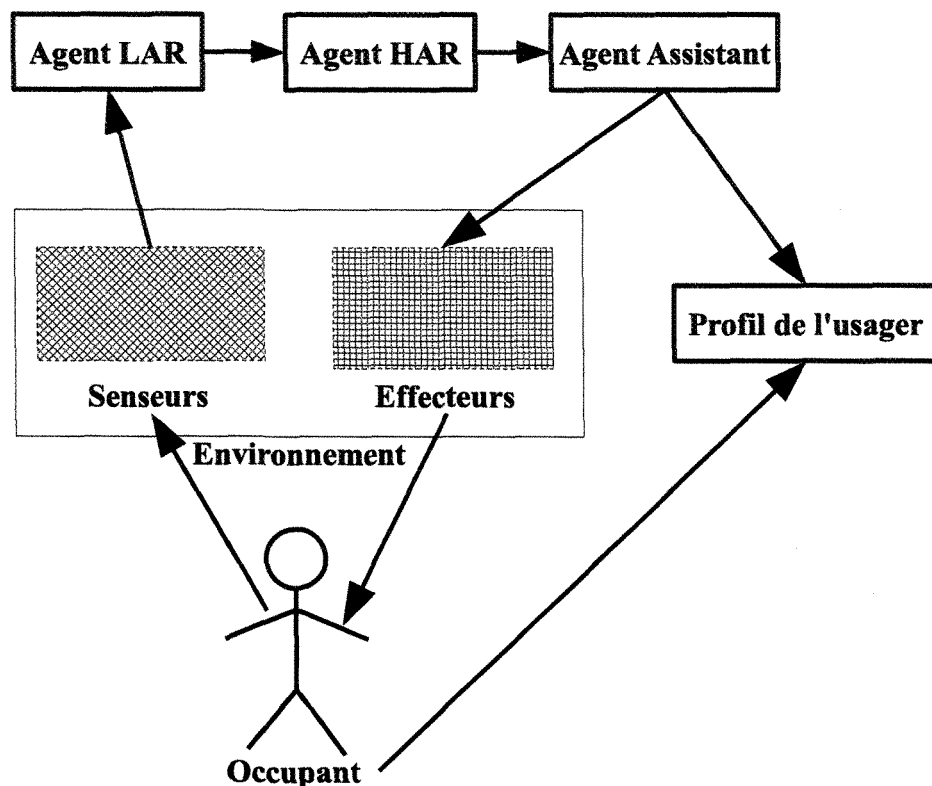 Agent LAR
Agent HAR
Agent Assistant
Profil de l'usager
Senseurs
Effecteurs
Environnement
Occupant